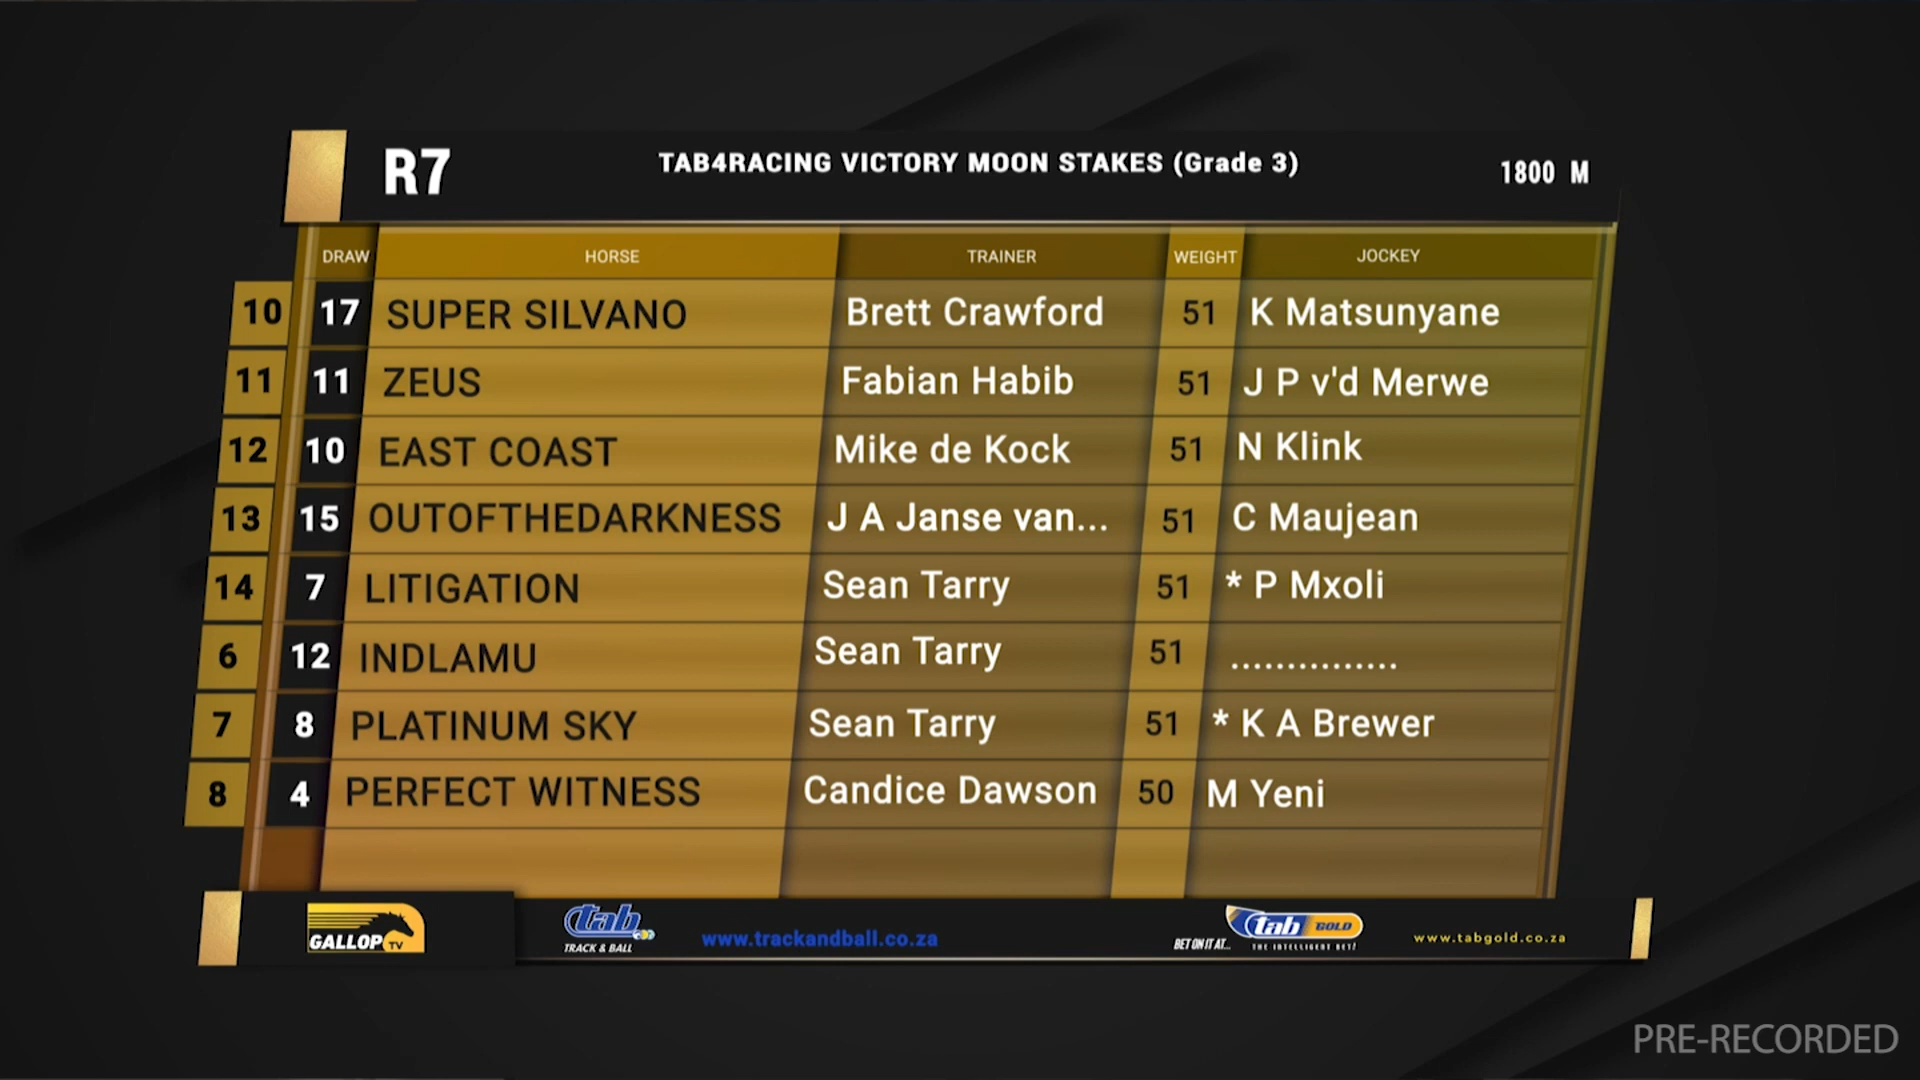 R7 TAB4RACING VICTORY MOON STAKES (Grade 3) 1800 M
DRAW HORSE TRAINER WEIGHT JOCKEY
10 17 SUPER SILVANO Brett Crawford 51 K Matsunyane
11 11 ZEUS Fabian Habib 51 J P v'd Merwe
12 10 EAST COAST Mike de Kock 51 N Klink
13 15 OUTOFTHEDARKNESS J A Janse van... 51 C Maujean
14 7 LITIGATION Sean Tarry 51 * P Mxoli
6 12 INDLAMU Sean Tarry 51 ...............
7 8 PLATINUM SKY Sean Tarry 51 * K A Brewer
8 4 PERFECT WITNESS Candice Dawson 50 M Yeni
GALLOP TV
tab
TRACK & BALL
www.trackandball.co.za
BET ON IT AT...
tab GOLD
THE INTELLIGENT BET!
www.tabgold.co.za
PRE-RECORDED